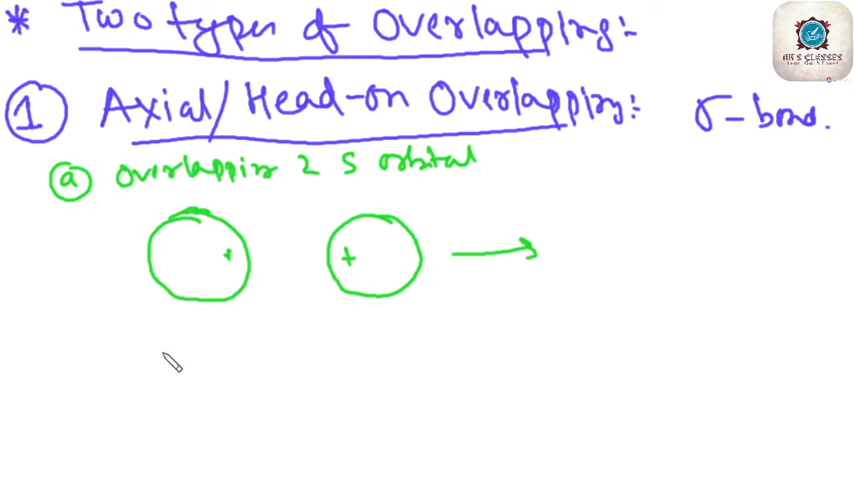 * Two types of Overlapping:-
① Axial/Head-on Overlapping:- σ-bond.
ⓐ Overlapping 2 S orbital
+ +